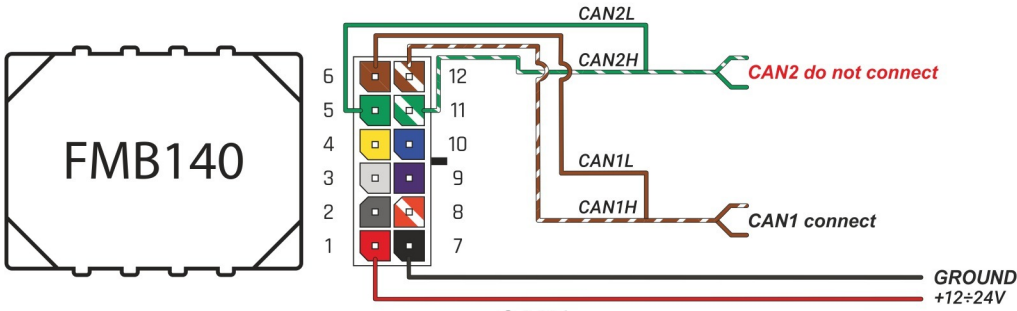 CAN2L
CAN2H
CAN2 do not connect
FMB140
6 12
5 11
4 10
3 9
2 8
1 7
CAN1L
CAN1H
CAN1 connect
GROUND
+12÷24V